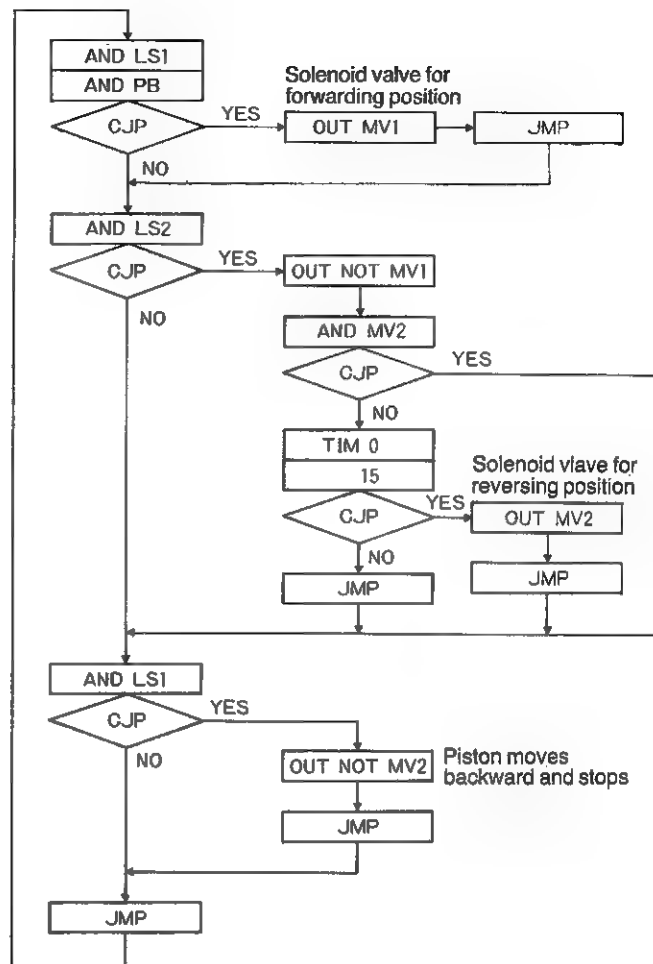 AND LS1
AND PB
CJP
YES
NO
Solenoid valve for
forwarding position
OUT MV1
JMP
AND LS2
CJP
YES
NO
OUT NOT MV1
AND MV2
CJP
YES
NO
TIM 0
15
CJP
YES
NO
Solenoid vlave for
reversing position
OUT MV2
JMP
JMP
AND LS1
CJP
YES
NO
OUT NOT MV2
Piston moves
backward and stops
JMP
JMP